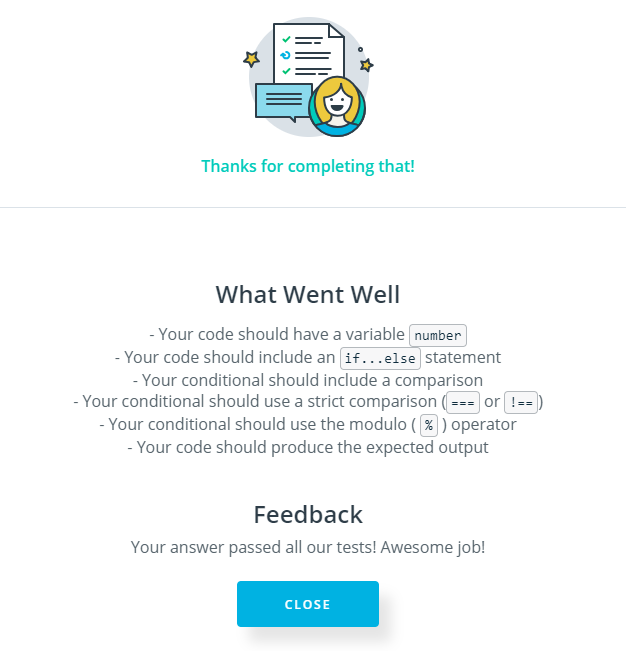 Thanks for completing that!
What Went Well
- Your code should have a variable number
- Your code should include an if...else statement
- Your conditional should include a comparison
- Your conditional should use a strict comparison (=== or !==)
- Your conditional should use the modulo ( % ) operator
- Your code should produce the expected output
Feedback
Your answer passed all our tests! Awesome job!
CLOSE